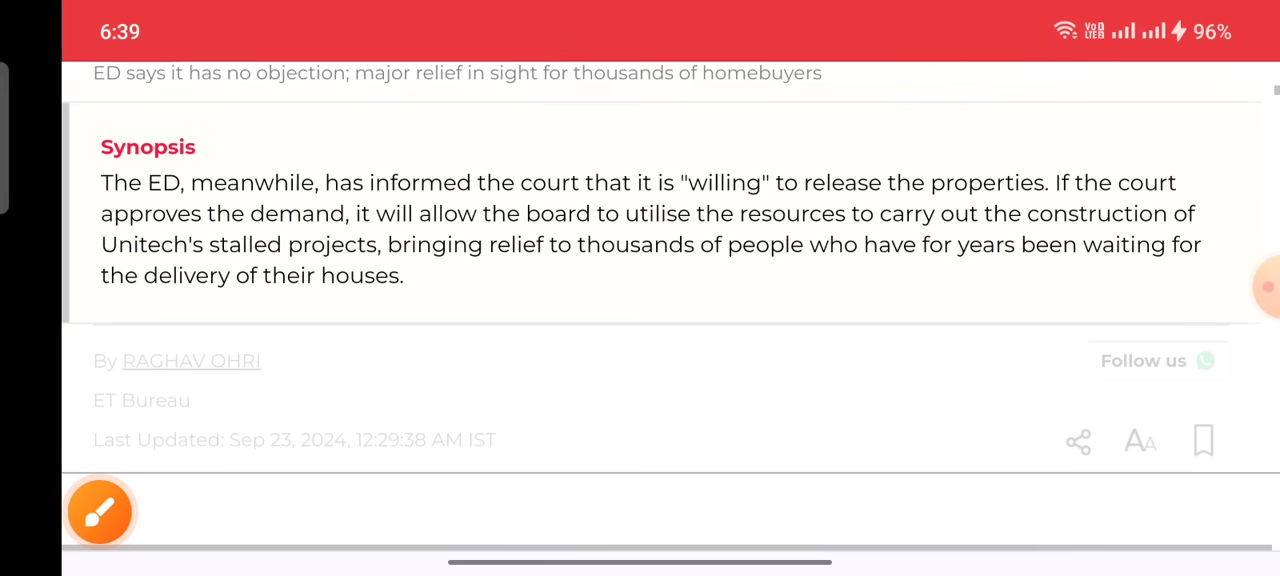 6:39
VoD LTEB 96%
ED says it has no objection; major relief in sight for thousands of homebuyers
Synopsis
The ED, meanwhile, has informed the court that it is "willing" to release the properties. If the court
approves the demand, it will allow the board to utilise the resources to carry out the construction of
Unitech's stalled projects, bringing relief to thousands of people who have for years been waiting for
the delivery of their houses.
By RAGHAV OHRI
Follow us
ET Bureau
Last Updated: Sep 23, 2024, 12:29:38 AM IST
AA